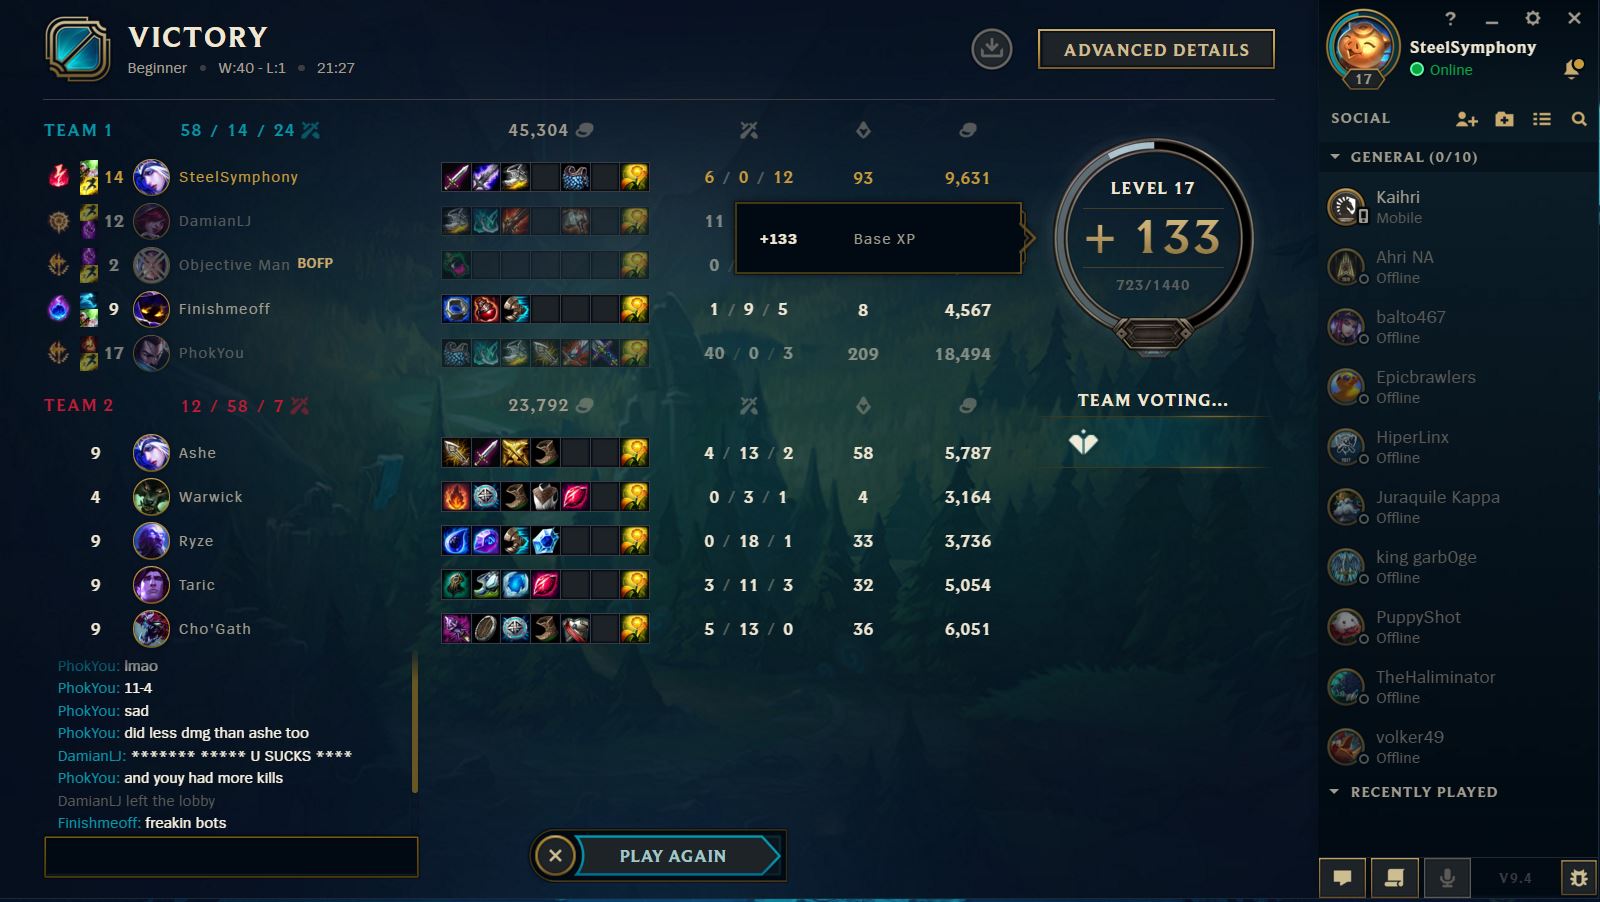 VICTORY
Beginner • W:40 - L:1 • 21:27
ADVANCED DETAILS
TEAM 1 58 / 14 / 24 45,304
14 SteelSymphony 6 / 0 / 12 93 9,631
12 DamianLJ 11
2 Objective Man BOFP 0 /
9 Finishmeoff 1 / 9 / 5 8 4,567
17 PhokYou 40 / 0 / 3 209 18,494
+133 Base XP
LEVEL 17
+ 133
723/1440
TEAM VOTING...
TEAM 2 12 / 58 / 7 23,792
9 Ashe 4 / 13 / 2 58 5,787
4 Warwick 0 / 3 / 1 4 3,164
9 Ryze 0 / 18 / 1 33 3,736
9 Taric 3 / 11 / 3 32 5,054
9 Cho'Gath 5 / 13 / 0 36 6,051
PhokYou: lmao
PhokYou: 11-4
PhokYou: sad
PhokYou: did less dmg than ashe too
DamianLJ: ******* ***** U SUCKS ****
PhokYou: and youy had more kills
DamianLJ left the lobby
Finishmeoff: freakin bots
PLAY AGAIN
?
SteelSymphony
Online
17
SOCIAL
GENERAL (0/10)
Kaihri
Mobile
Ahri NA
Offline
balto467
Offline
Epicbrawlers
Offline
HiperLinx
Offline
Juraquile Kappa
Offline
king garb0ge
Offline
PuppyShot
Offline
TheHaliminator
Offline
volker49
Offline
RECENTLY PLAYED
V9.4